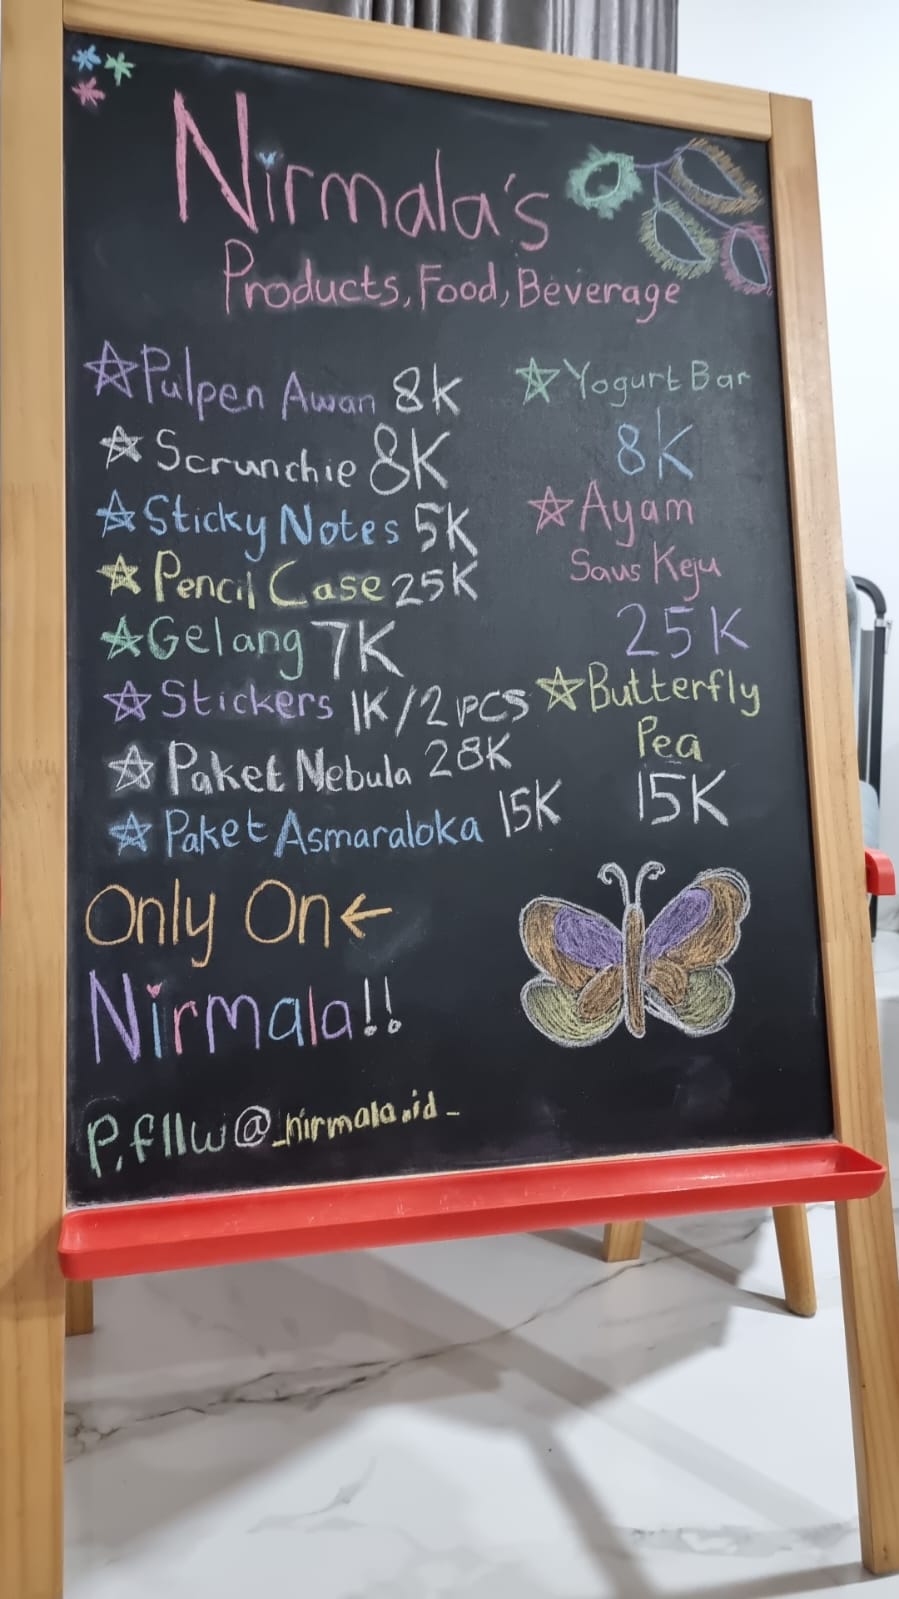 Nirmala's
Products, Food, Beverage
Pulpen Awan 8K
Scrunchie 8K
Sticky Notes 5K
Pencil Case 25K
Gelang 7K
Stickers 1K/2 PCS
Paket Nebula 28K
Paket Asmaraloka 15K
Yogurt Bar
8K
Ayam
Saus Keju
25K
Butterfly
Pea
15K
Only On ←
Nirmala!!
P. fllw@_nirmala.id_